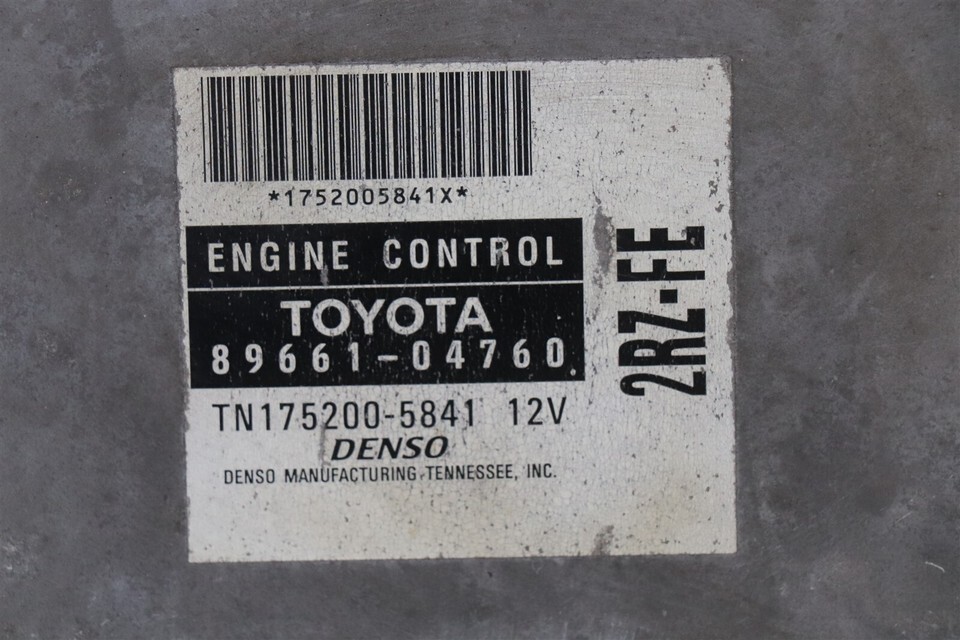 *1752005841X*
ENGINE CONTROL
TOYOTA
89661-04760
TN175200-5841 12V
DENSO
DENSO MANUFACTURING TENNESSEE, INC.
2RZ-FE